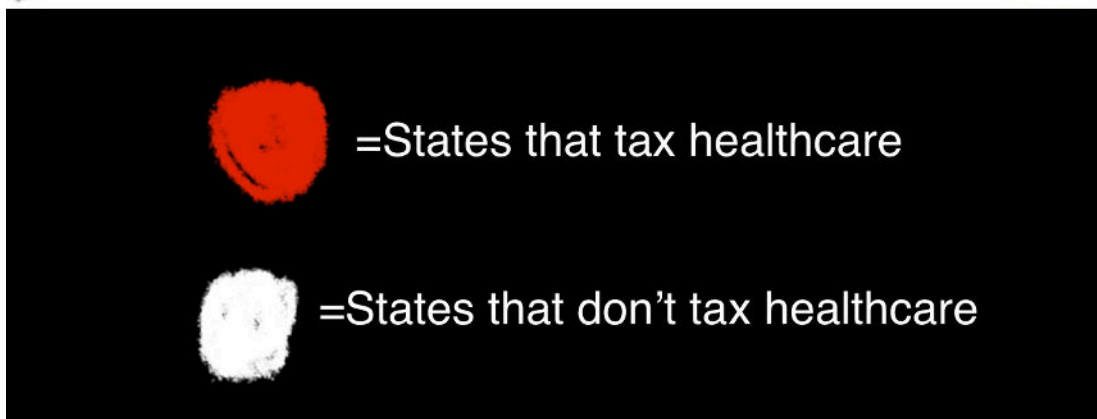 =States that tax healthcare
=States that don’t tax healthcare